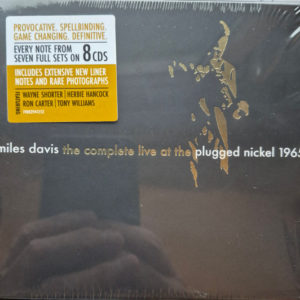 PROVOCATIVE. SPELLBINDING.
GAME CHANGING. DEFINITIVE.
EVERY NOTE FROM
SEVEN FULL SETS ON 8 CDS
INCLUDES EXTENSIVE NEW LINER
NOTES AND RARE PHOTOGRAPHS
FEATURING
WAYNE SHORTER | HERBIE HANCOCK
RON CARTER | TONY WILLIAMS
miles davis the complete live at the plugged nickel 1965